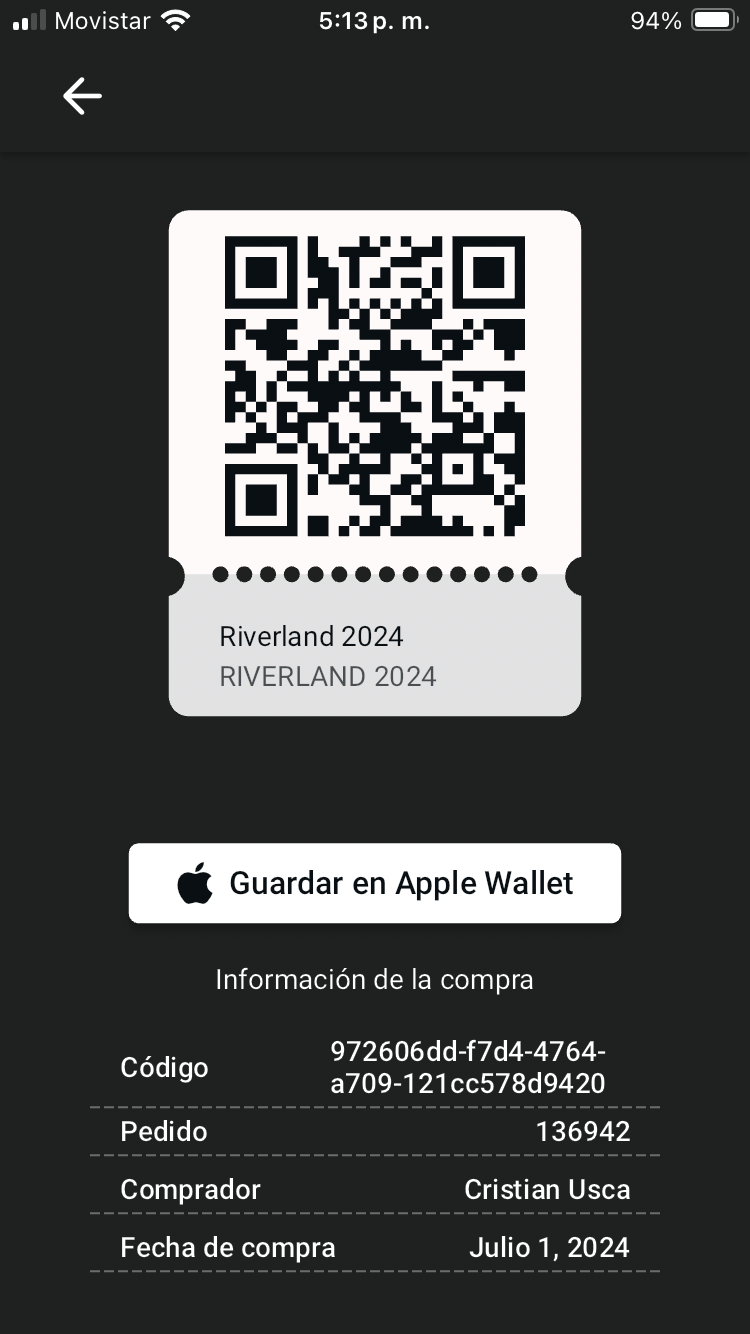 Movistar 5:13 p. m. 94%
Riverland 2024
RIVERLAND 2024
Guardar en Apple Wallet
Información de la compra
Código 972606dd-f7d4-4764-
a709-121cc578d9420
Pedido 136942
Comprador Cristian Usca
Fecha de compra Julio 1, 2024